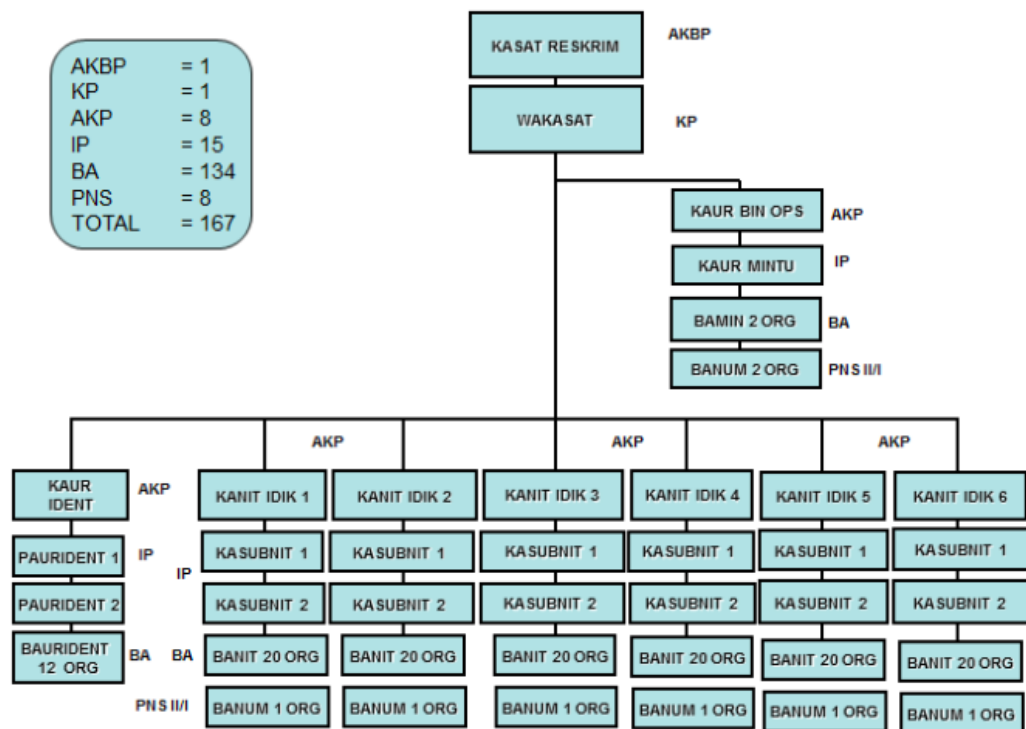 KASAT RESKRIM
AKBP
WAKASAT
KP
AKBP = 1
KP = 1
AKP = 8
IP = 15
BA = 134
PNS = 8
TOTAL = 167
KAUR BIN OPS
AKP
KAUR MINTU
IP
BAMIN 2 ORG
BA
BANUM 2 ORG
PNS II/I
AKP
AKP
AKP
KAUR
IDENT
AKP
KANIT IDIK 1
KANIT IDIK 2
KANIT IDIK 3
KANIT IDIK 4
KANIT IDIK 5
KANIT IDIK 6
PAURIDENT 1
IP
IP
KASUBNIT 1
KASUBNIT 1
KASUBNIT 1
KASUBNIT 1
KASUBNIT 1
KASUBNIT 1
PAURIDENT 2
KASUBNIT 2
KASUBNIT 2
KASUBNIT 2
KASUBNIT 2
KASUBNIT 2
KASUBNIT 2
BAURIDENT
12 ORG
BA
BA
BANIT 20 ORG
BANIT 20 ORG
BANIT 20 ORG
BANIT 20 ORG
BANIT 20 ORG
BANIT 20 ORG
PNS II/I
BANUM 1 ORG
BANUM 1 ORG
BANUM 1 ORG
BANUM 1 ORG
BANUM 1 ORG
BANUM 1 ORG